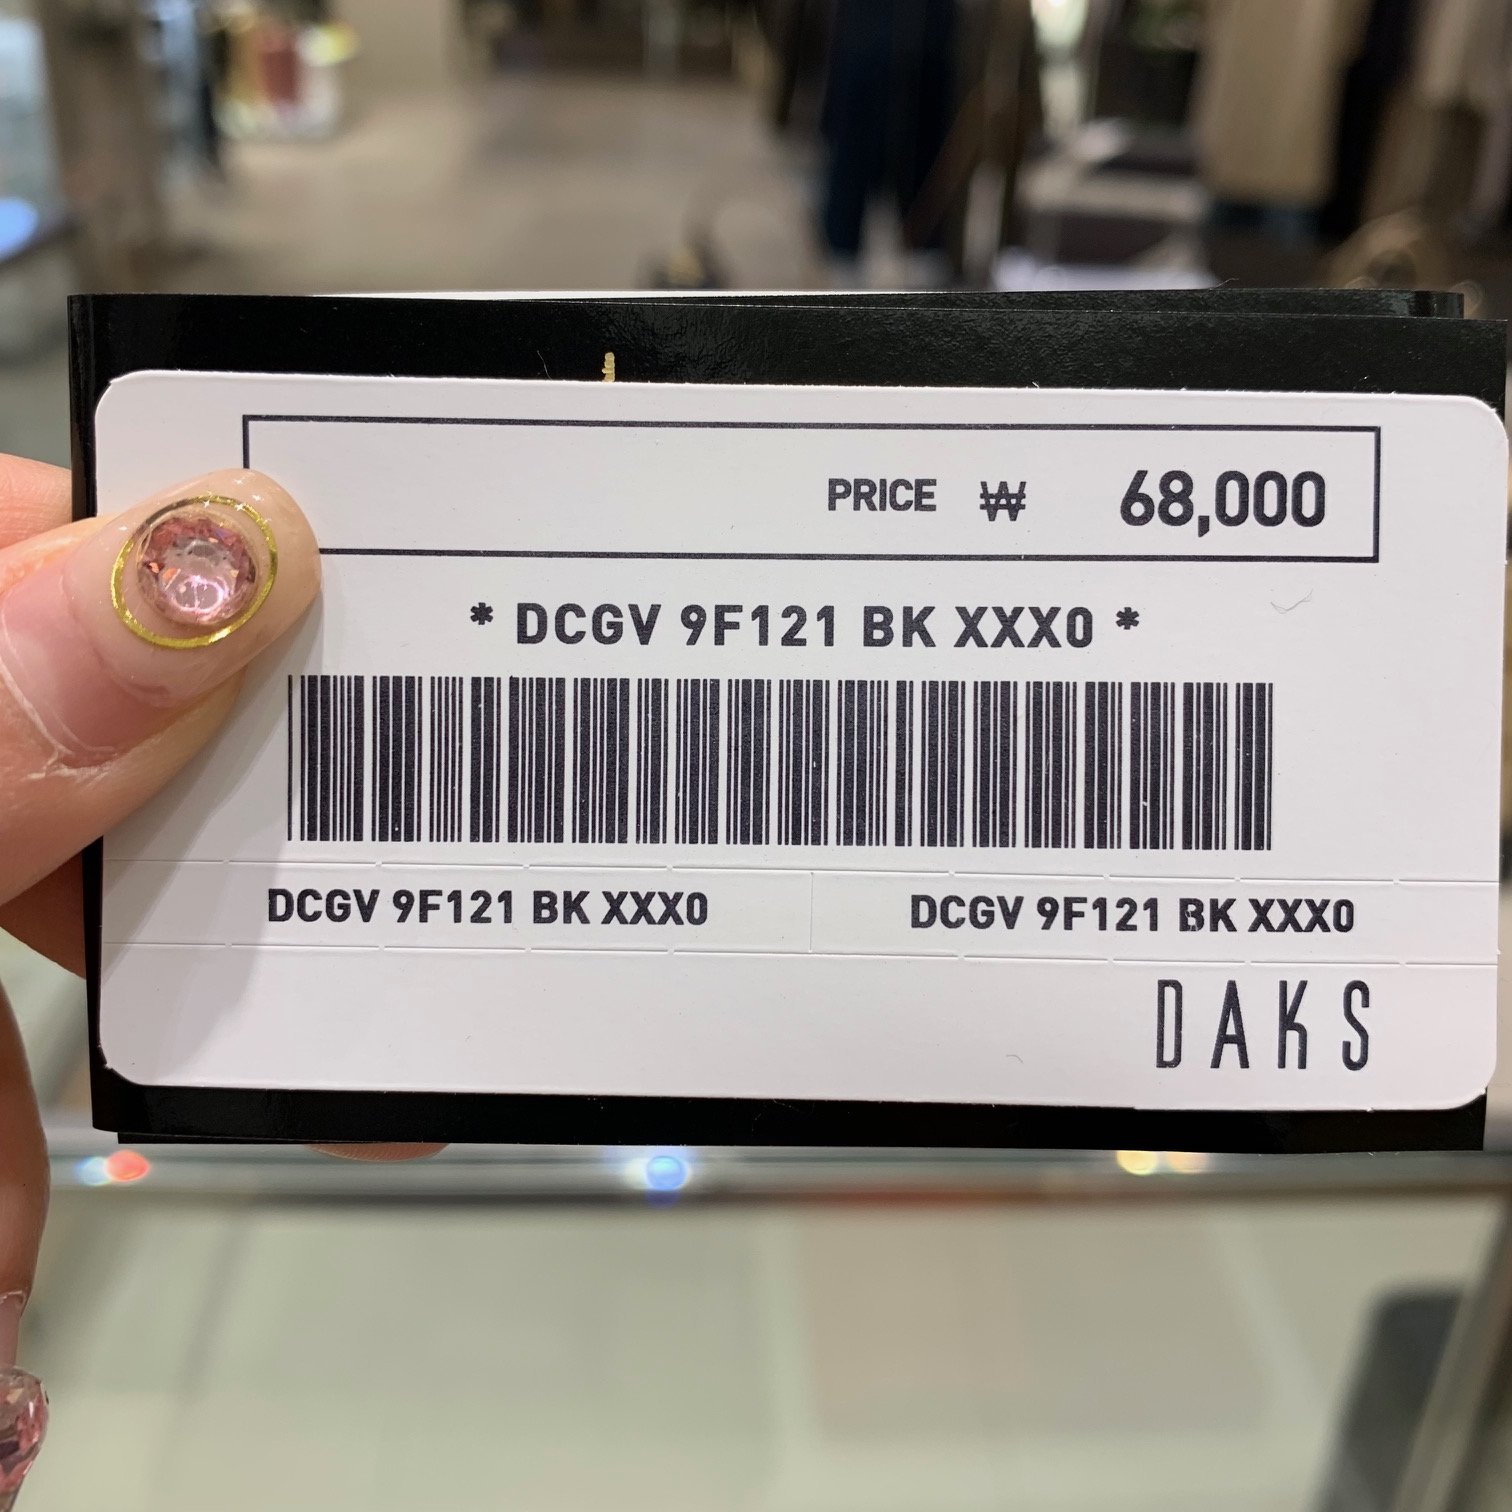 PRICE ₩ 68,000
* DCGV 9F121 BK XXX0 *
DCGV 9F121 BK XXX0 DCGV 9F121 BK XXX0
DAKS